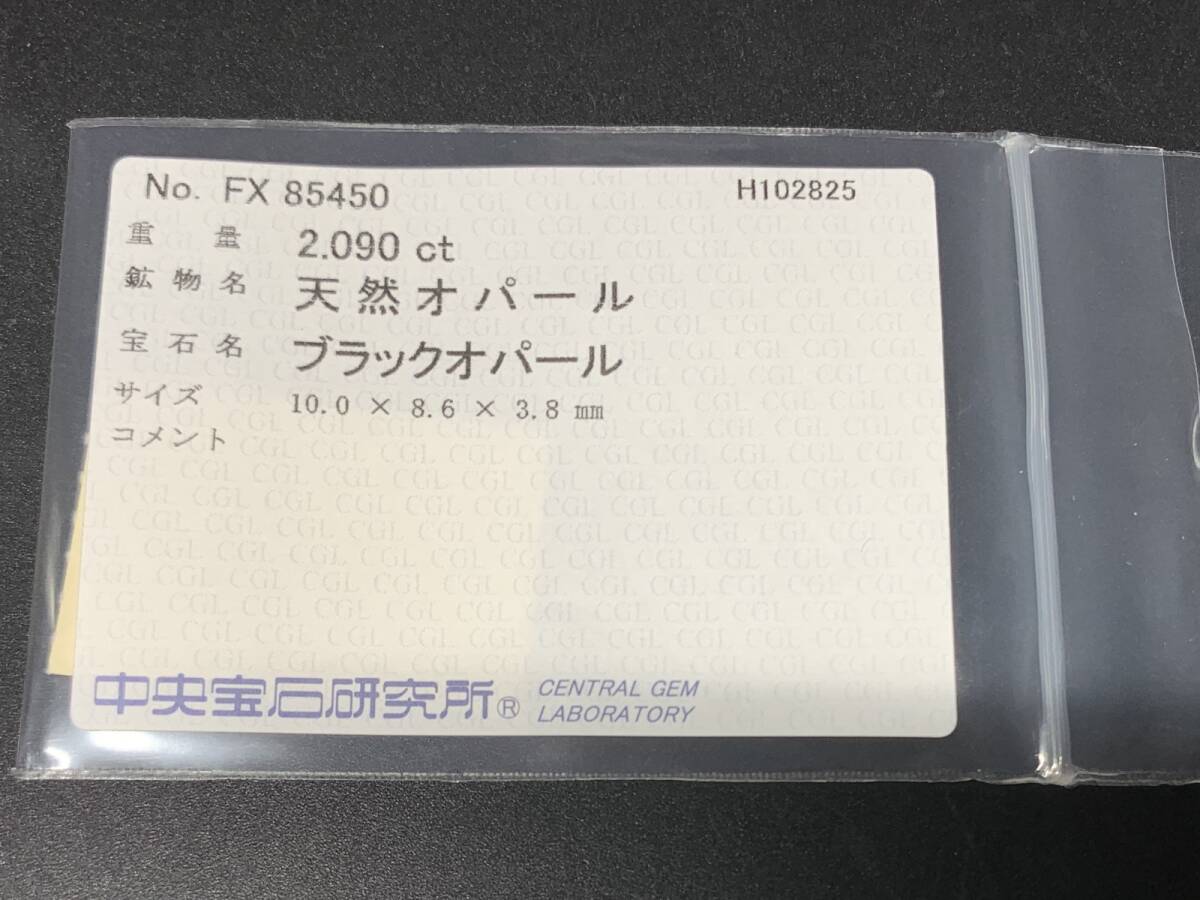 No. FX 85450 H102825
重量 2.090 ct
鉱物名 天然オパール
宝石名 ブラックオパール
サイズ 10.0 × 8.6 × 3.8 mm
コメント
中央宝石研究所® CENTRAL GEM
LABORATORY